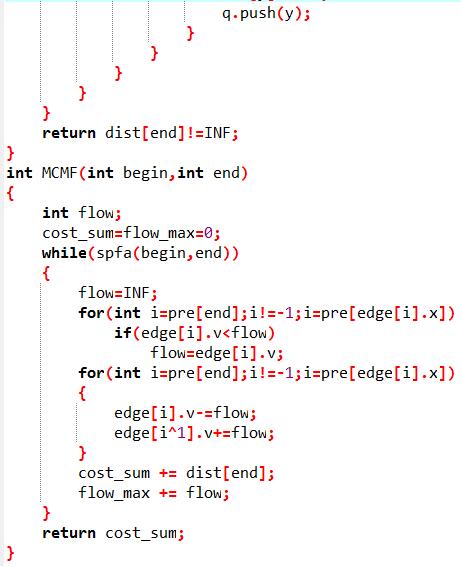 q.push(y);
}
}
}
}
}
return dist[end]!=INF;
}
int MCMF(int begin,int end)
{
int flow;
cost_sum=flow_max=0;
while(spfa(begin,end))
{
flow=INF;
for(int i=pre[end];i!=-1;i=pre[edge[i].x])
if(edge[i].v<flow)
flow=edge[i].v;
for(int i=pre[end];i!=-1;i=pre[edge[i].x])
{
edge[i].v-=flow;
edge[i^1].v+=flow;
}
cost_sum += dist[end];
flow_max += flow;
}
return cost_sum;
}